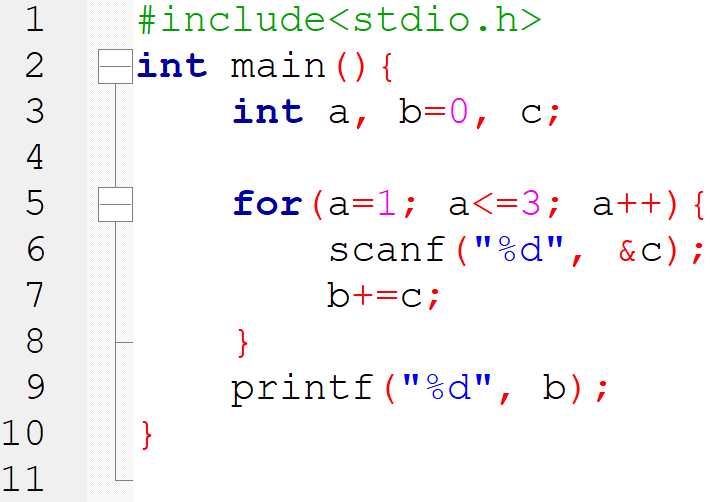 1 #include<stdio.h>
2 int main(){
3     int a, b=0, c;
4
5     for(a=1; a<=3; a++){
6         scanf("%d", &c);
7         b+=c;
8     }
9     printf("%d", b);
10 }
11